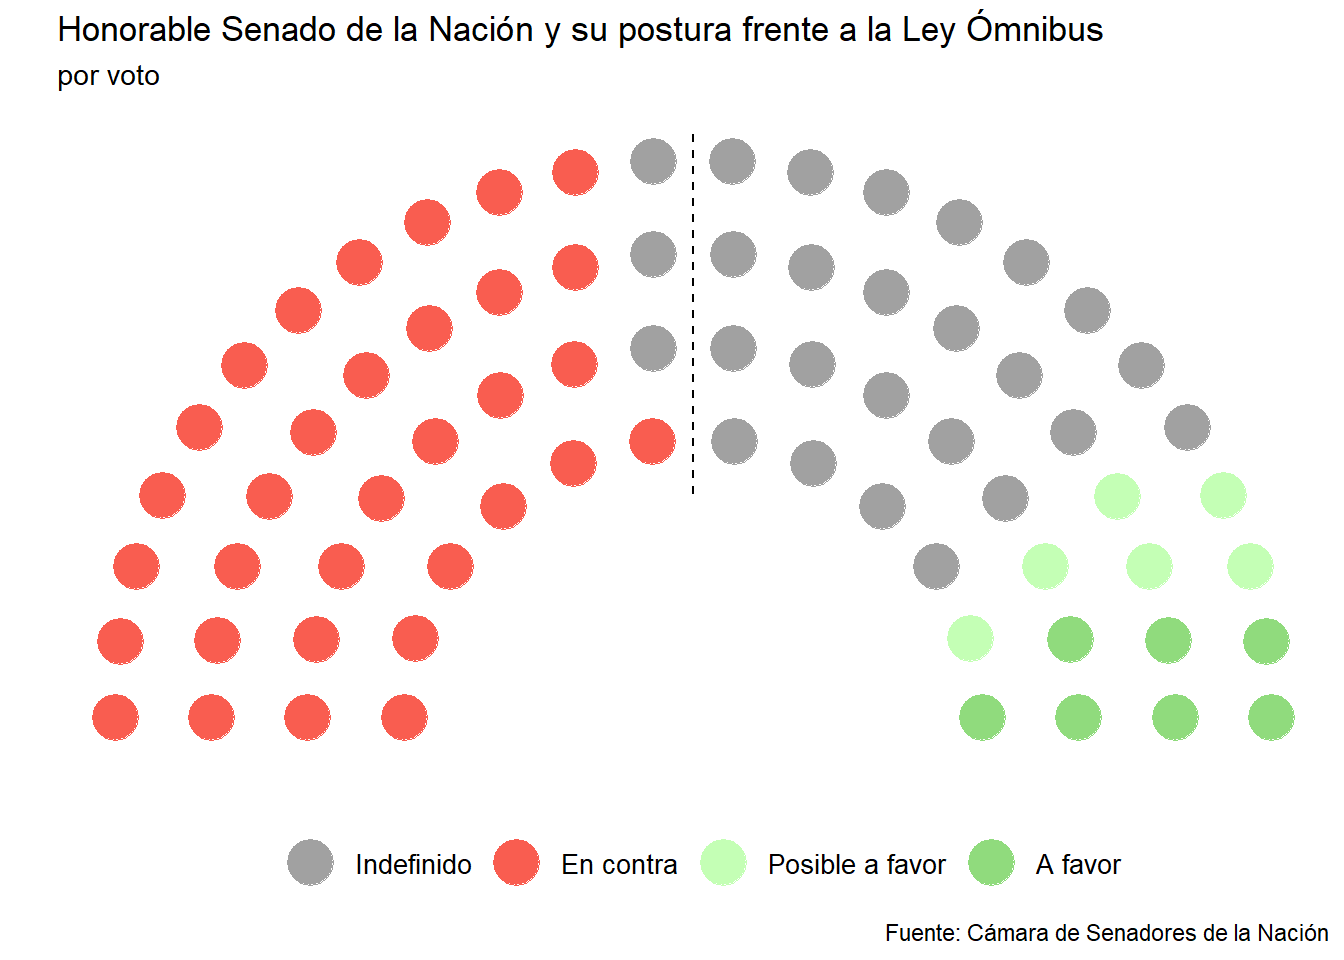 Honorable Senado de la Nación y su postura frente a la Ley Ómnibus
por voto
Indefinido En contra Posible a favor A favor
Fuente: Cámara de Senadores de la Nación